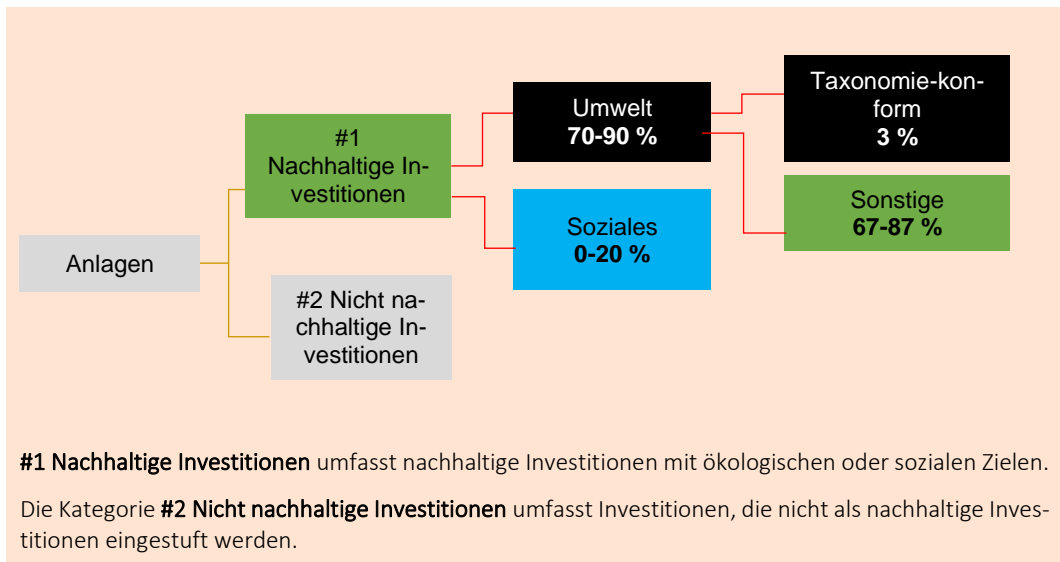 Anlagen
#1
Nachhaltige In-
vestitionen
#2 Nicht na-
chhaltige In-
vestitionen
Umwelt
70-90 %
Soziales
0-20 %
Taxonomie-kon-
form
3 %
Sonstige
67-87 %
#1 Nachhaltige Investitionen umfasst nachhaltige Investitionen mit ökologischen oder sozialen Zielen.
Die Kategorie #2 Nicht nachhaltige Investitionen umfasst Investitionen, die nicht als nachhaltige Inves-
titionen eingestuft werden.